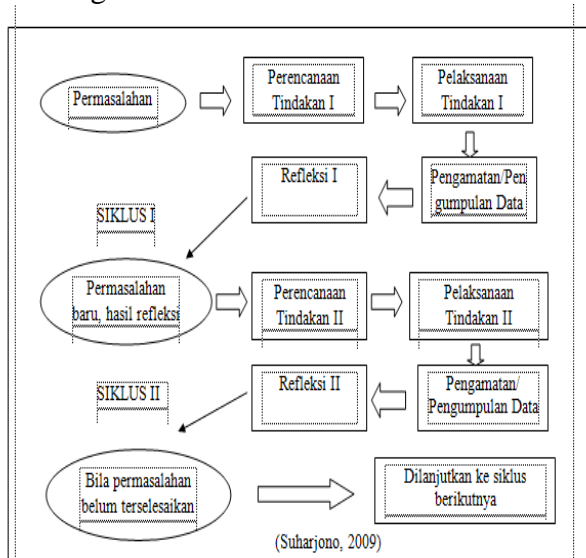 Permasalahan
Perencanaan
Tindakan I
Pelaksanaan
Tindakan I
Pengamatan/Pen
gumpulan Data
Refleksi I
SIKLUS I
Permasalahan
baru, hasil refleksi
Perencanaan
Tindakan II
Pelaksanaan
Tindakan II
Pengamatan/
Pengumpulan Data
Refleksi II
SIKLUS II
Bila permasalahan
belum terselesaikan
Dilanjutkan ke siklus
berikutnya
(Suharjono, 2009)